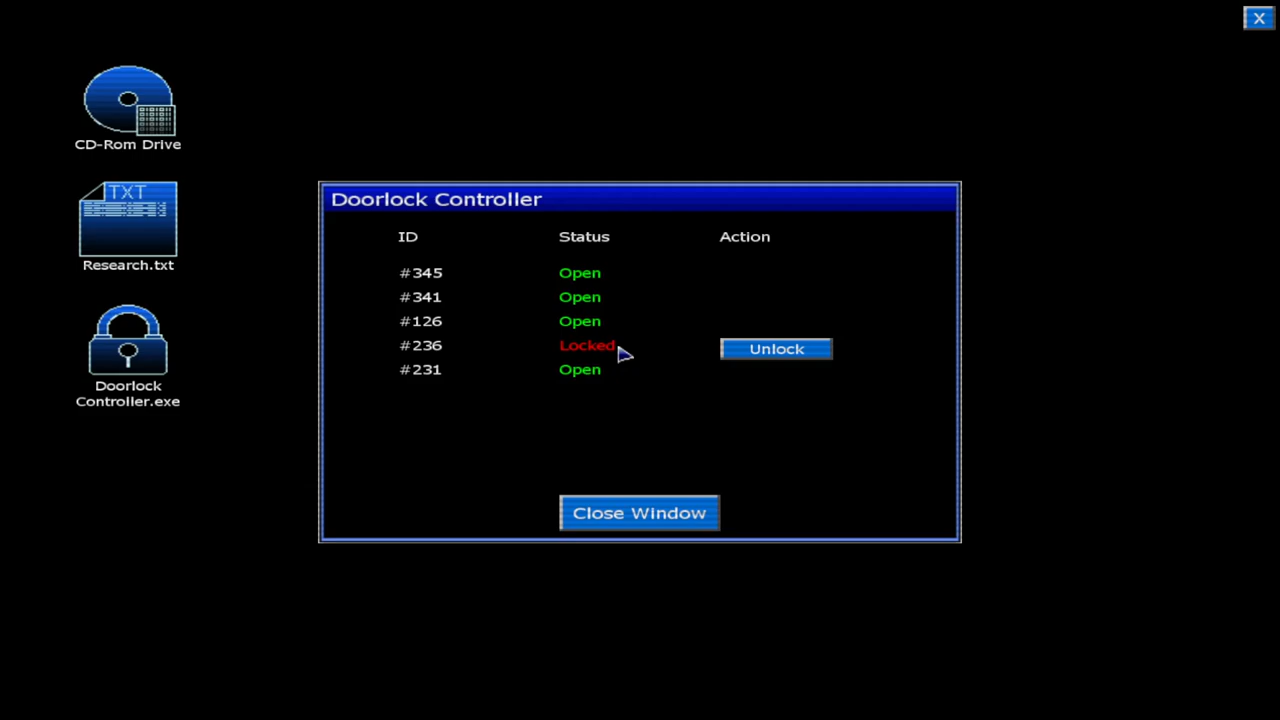 X
CD-Rom Drive
TXT
Research.txt
Doorlock
Controller.exe
Doorlock Controller
ID Status Action
#345 Open
#341 Open
#126 Open
#236 Locked Unlock
#231 Open
Close Window